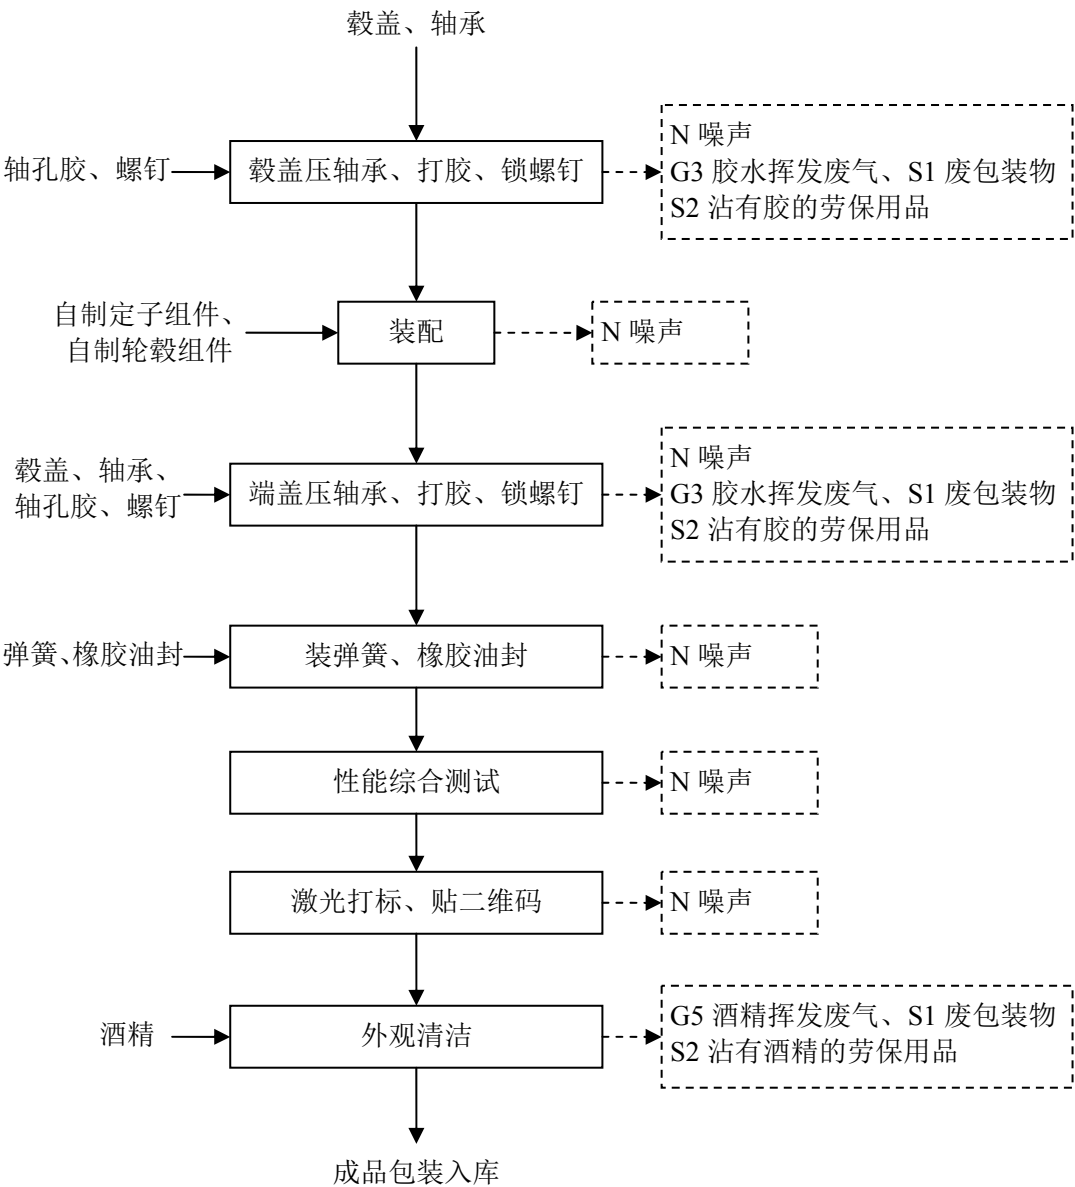 毂盖、轴承
轴孔胶、螺钉
毂盖压轴承、打胶、锁螺钉
N 噪声
G3 胶水挥发废气、S1 废包装物
S2 沾有胶的劳保用品
自制定子组件、
自制轮毂组件
装配
N 噪声
毂盖、轴承、
轴孔胶、螺钉
端盖压轴承、打胶、锁螺钉
N 噪声
G3 胶水挥发废气、S1 废包装物
S2 沾有胶的劳保用品
弹簧、橡胶油封
装弹簧、橡胶油封
N 噪声
性能综合测试
N 噪声
激光打标、贴二维码
N 噪声
酒精
外观清洁
G5 酒精挥发废气、S1 废包装物
S2 沾有酒精的劳保用品
成品包装入库